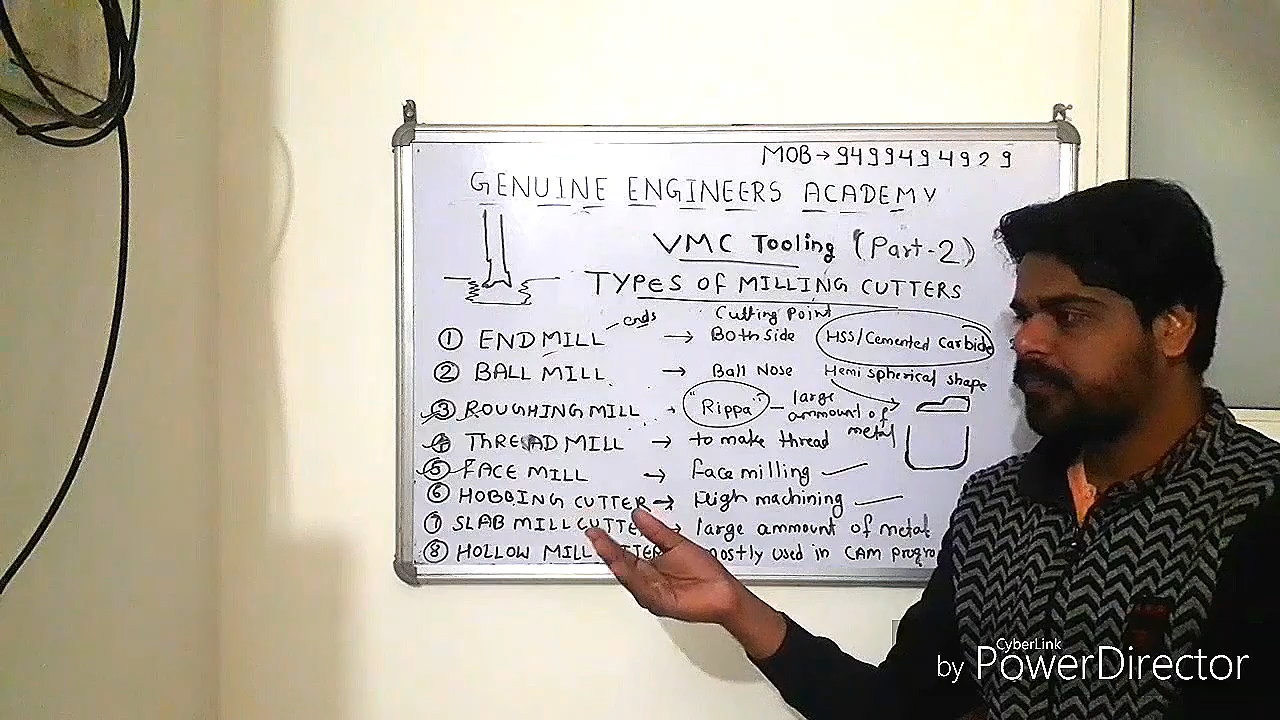 MOB → 9499494929
GENUINE ENGINEERS ACADEMY
VMC Tooling (Part-2)
TYPeS OF MILLING CUTTERS
Cutting Point
① END MILL ends → Both side HSS/Cemented Carbide
② BALL MILL → Ball Nose Hemi spherical shape
③ ROUGHING MILL → "Rippa" – large ammount of metal
④ THREAD MILL → to make thread
⑤ FACE MILL → face milling
⑥ HOBBING CUTTER → High machining
⑦ SLAB MILL CUTTE → large ammount of metal
⑧ HOLLOW MILL mostly used in CAM progra
CyberLink
by PowerDirector